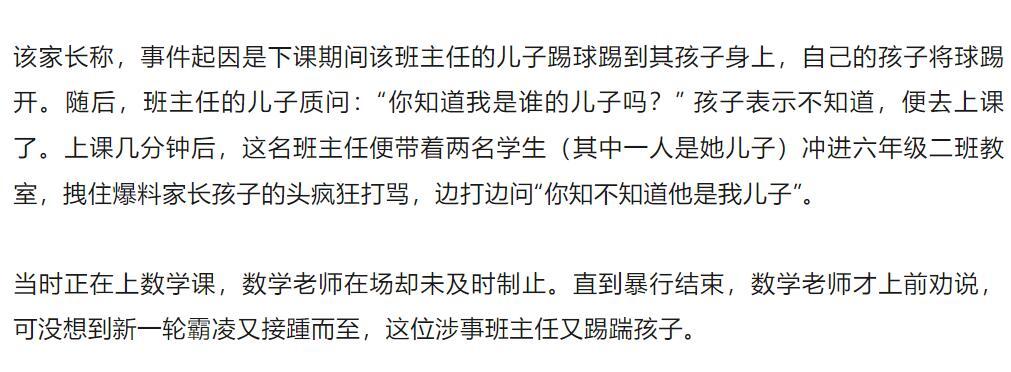 该家长称，事件起因是下课期间该班主任的儿子踢球踢到其孩子身上，自己的孩子将球踢
开。随后，班主任的儿子质问：“你知道我是谁的儿子吗？”孩子表示不知道，便去上课
了。上课几分钟后，这名班主任便带着两名学生（其中一人是她儿子）冲进六年级二班教
室，拽住爆料家长孩子的头疯狂打骂，边打边问“你知不知道他是我儿子”。
当时正在上数学课，数学老师在场却未及时制止。直到暴行结束，数学老师才上前劝说，
可没想到新一轮霸凌又接踵而至，这位涉事班主任又踢踹孩子。